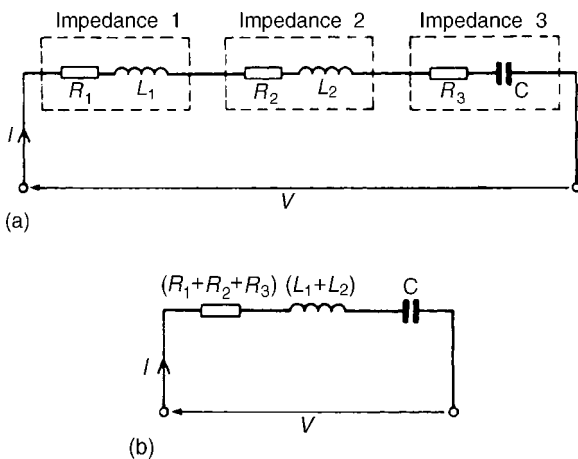 Impedance 1 Impedance 2 Impedance 3
R₁ L₁ R₂ L₂ R₃ C
I
V
(a)
(R₁+R₂+R₃) (L₁+L₂) C
I
V
(b)